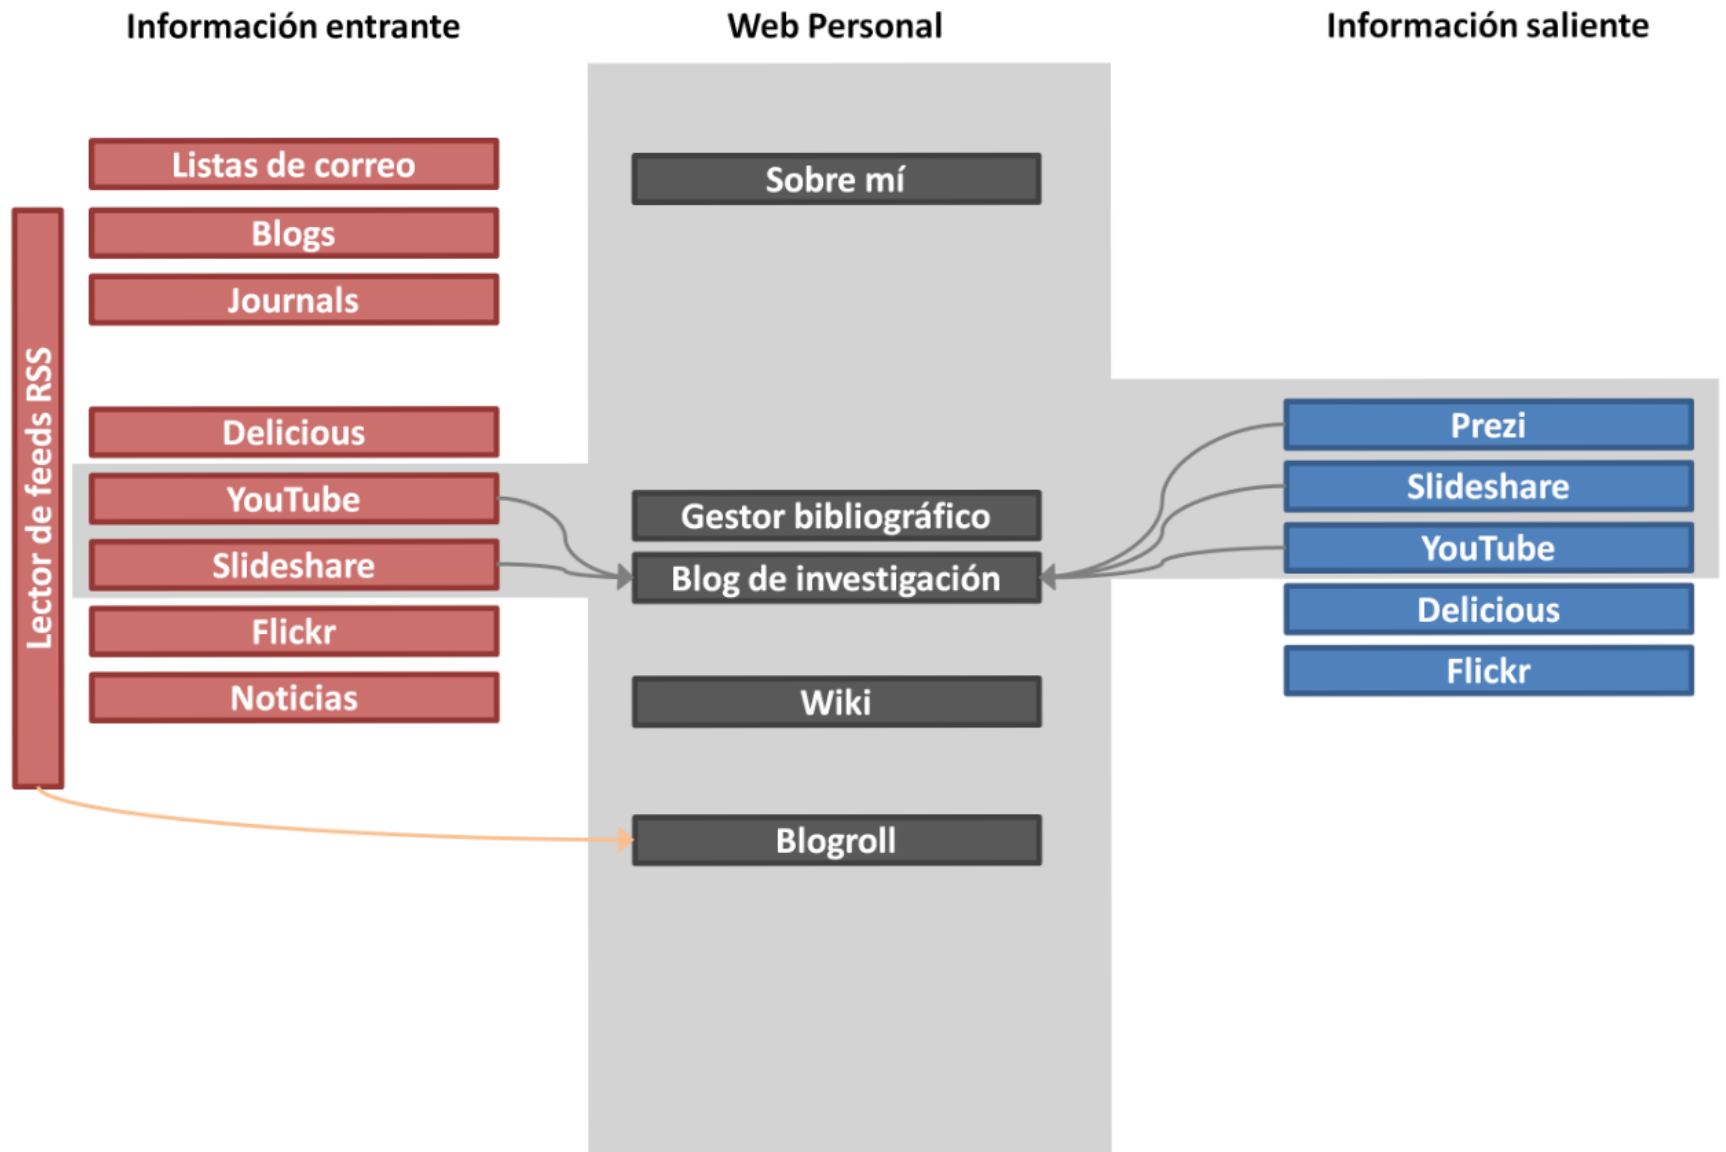 Información entrante
Web Personal
Información saliente
Lector de feeds RSS
Listas de correo
Blogs
Journals
Delicious
YouTube
Slideshare
Flickr
Noticias
Sobre mí
Gestor bibliográfico
Blog de investigación
Wiki
Blogroll
Prezi
Slideshare
YouTube
Delicious
Flickr